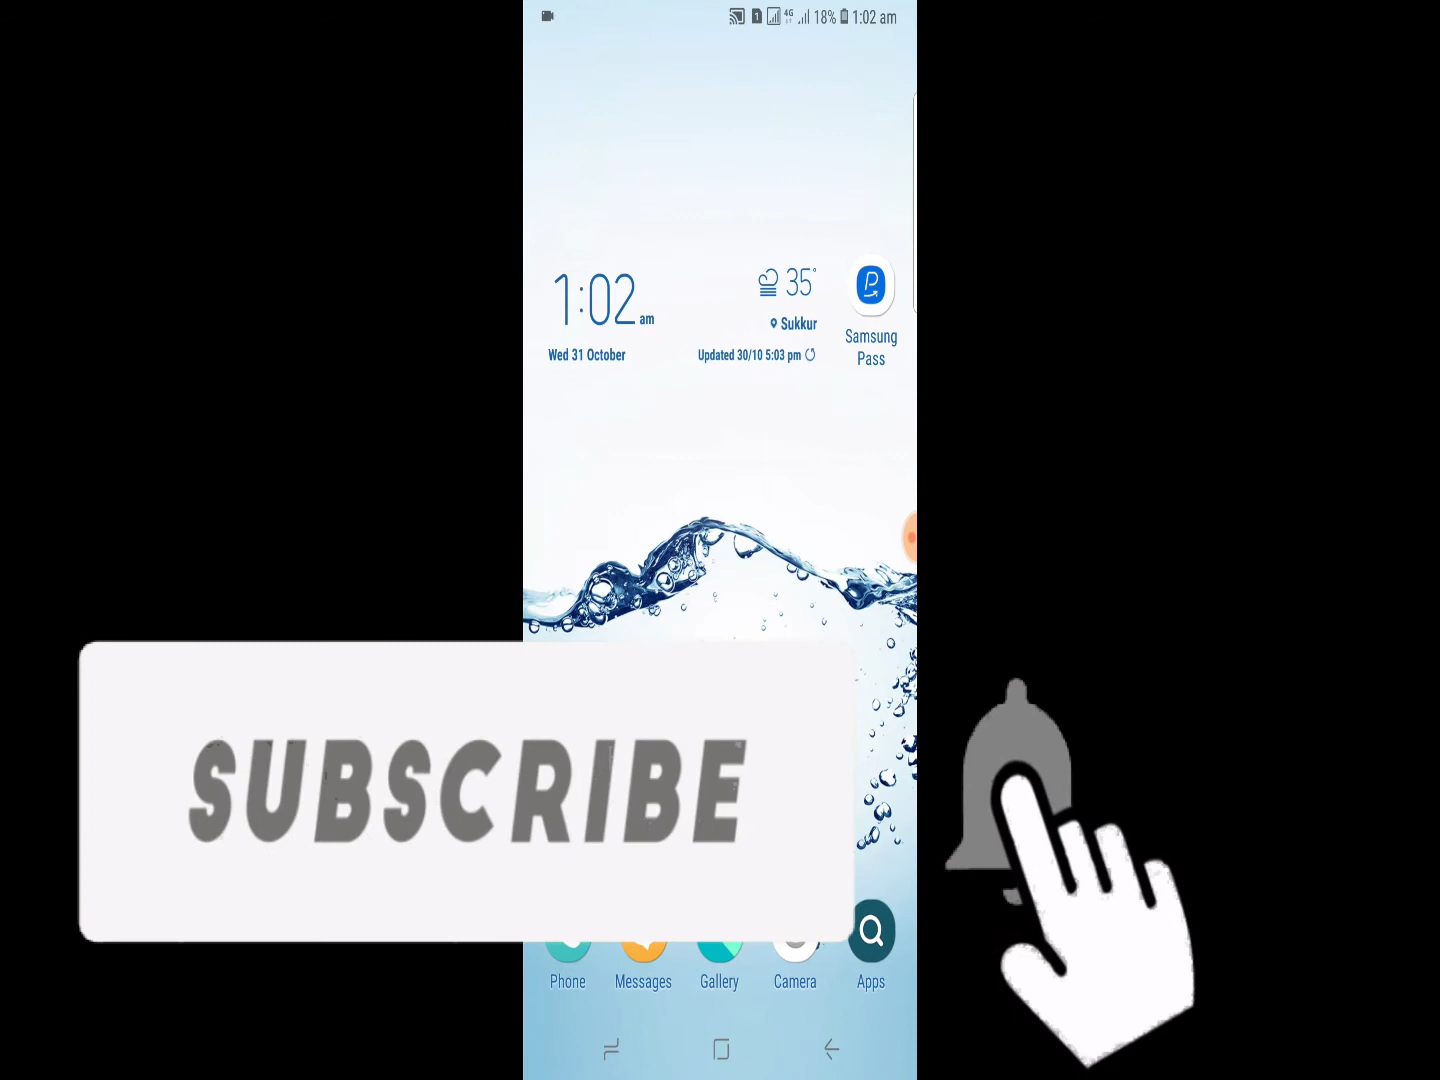 4G 18% 1:02 am
1:02 am
35°
Sukkur
Wed 31 October
Updated 30/10 5:03 pm
Samsung
Pass
SUBSCRIBE
Phone
Messages
Gallery
Camera
Apps